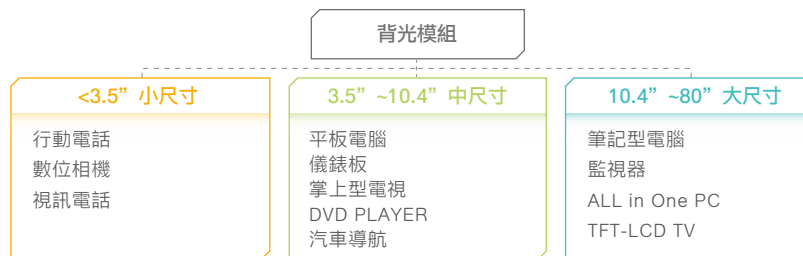 背光模組
<3.5” 小尺寸
行動電話
數位相機
視訊電話
3.5” ~10.4” 中尺寸
平板電腦
儀錶板
掌上型電視
DVD PLAYER
汽車導航
10.4” ~80” 大尺寸
筆記型電腦
監視器
ALL in One PC
TFT-LCD TV